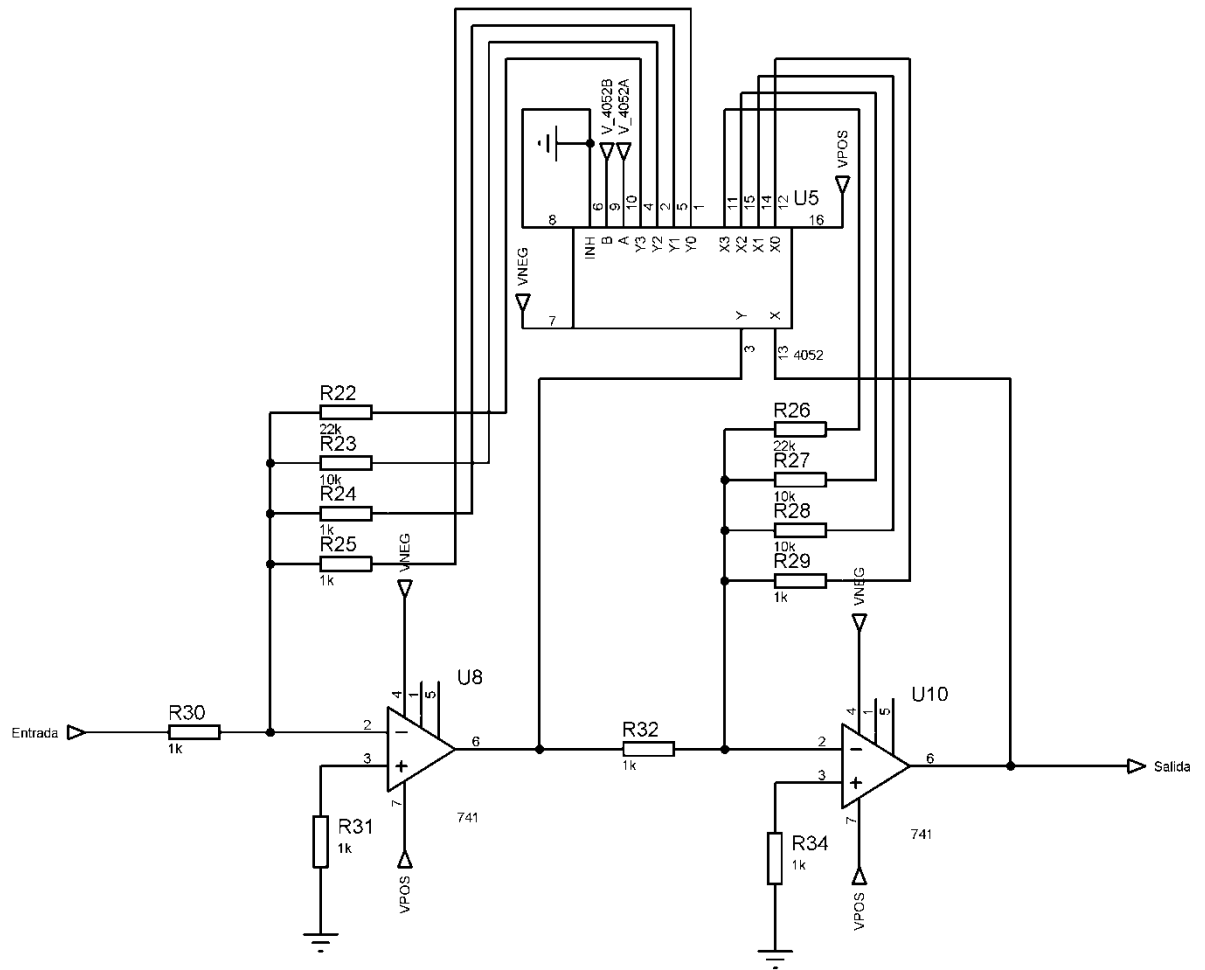 V_4052B
V_4052A
VPOS
U5
8
6
9
10
4
2
5
1
11
15
14
12
16
INH
B
A
Y3
Y2
Y1
Y0
X3
X2
X1
X0
VNEG
7
Y
X
3
13
4052
R22
22k
R23
10k
R24
1k
R25
1k
VNEG
R26
22k
R27
10k
R28
10k
R29
1k
VNEG
U8
4
1
5
U10
4
1
5
Entrada
R30
1k
2
3
6
7
R32
1k
2
3
6
7
Salida
R31
1k
741
R34
1k
741
VPOS
VPOS